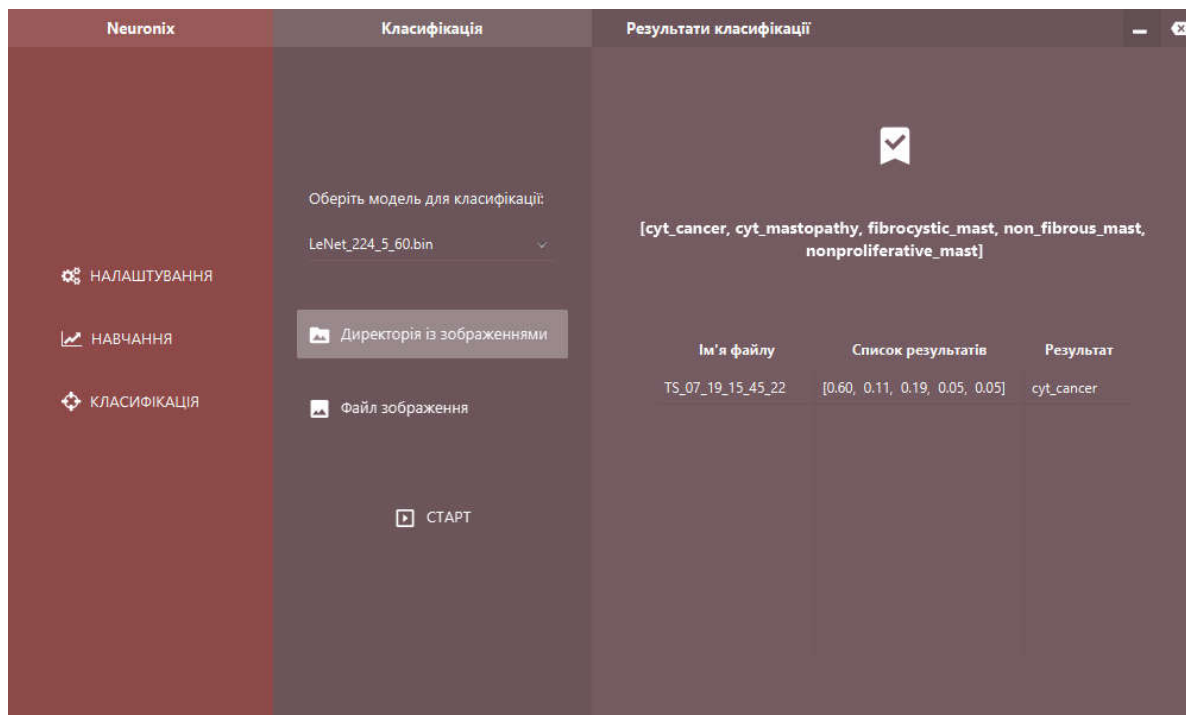 Neuronix
НАЛАШТУВАННЯ
НАВЧАННЯ
КЛАСИФІКАЦІЯ
Класифікація
Оберіть модель для класифікації:
LeNet_224_5_60.bin
Директорія із зображеннями
Файл зображення
СТАРТ
Результати класифікації
[cyt_cancer, cyt_mastopathy, fibrocystic_mast, non_fibrous_mast,
nonproliferative_mast]
Ім'я файлу Список результатів Результат
TS_07_19_15_45_22 [0.60, 0.11, 0.19, 0.05, 0.05] cyt_cancer